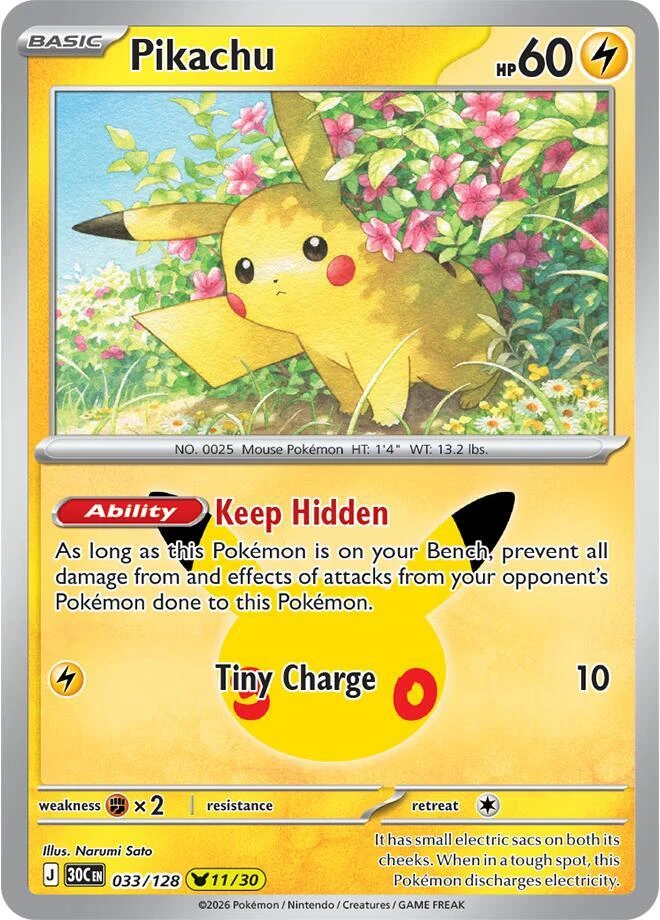 BASIC Pikachu HP60
NO. 0025 Mouse Pokémon HT: 1'4" WT: 13.2 lbs.
Ability Keep Hidden
As long as this Pokémon is on your Bench, prevent all
damage from and effects of attacks from your opponent's
Pokémon done to this Pokémon.
Tiny Charge 10
weakness ×2 resistance retreat
Illus. Narumi Sato
J 30C EN 033/128 11/30
It has small electric sacs on both its
cheeks. When in a tough spot, this
Pokémon discharges electricity.
©2026 Pokémon / Nintendo / Creatures / GAME FREAK